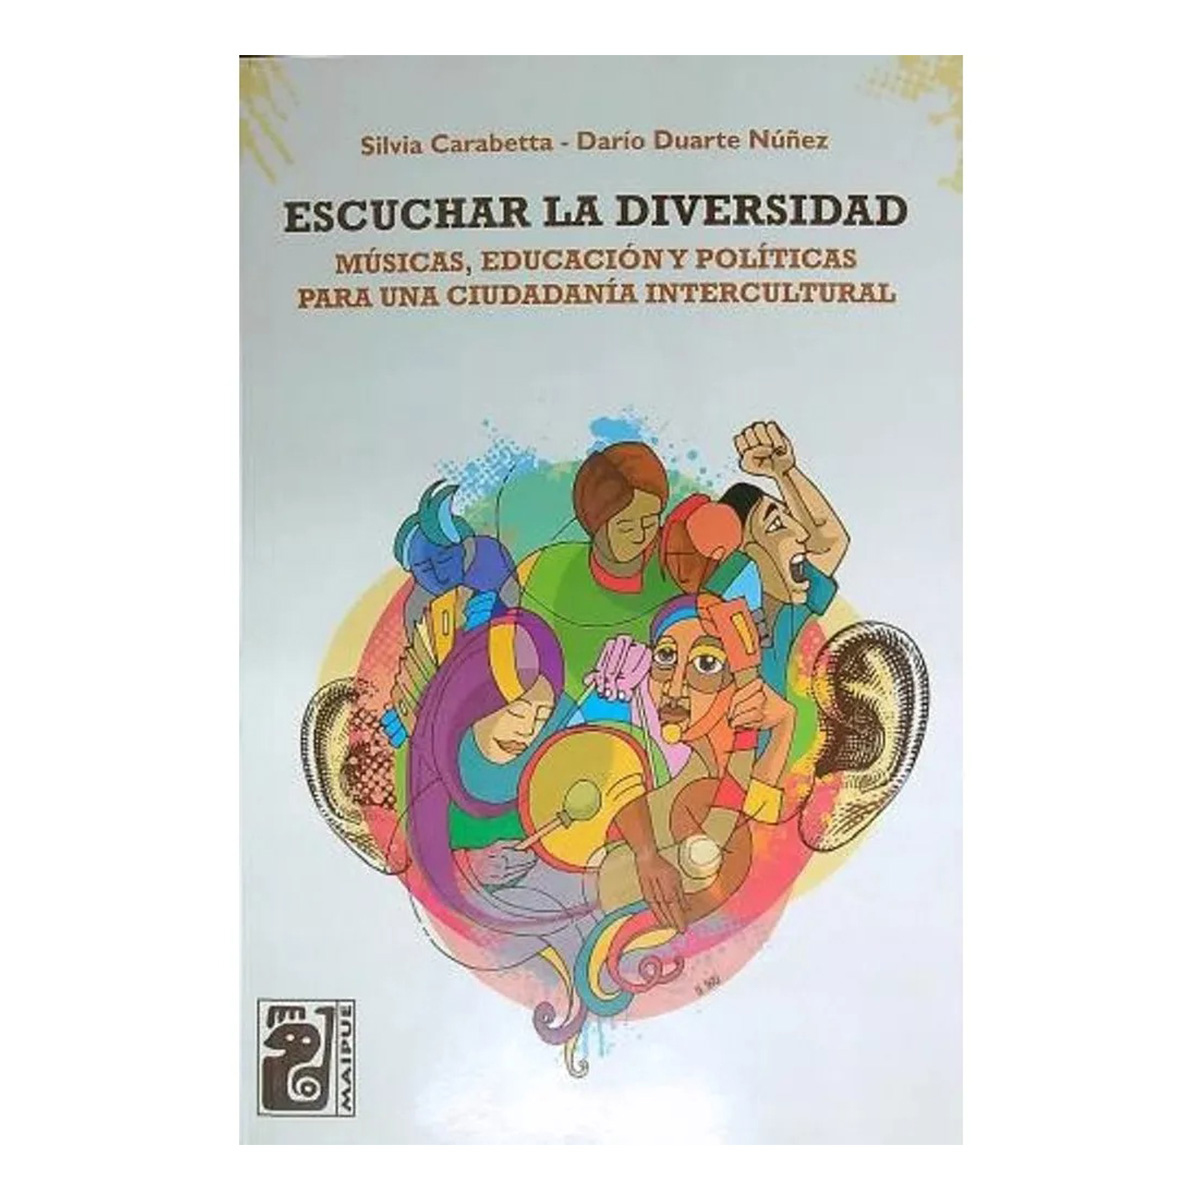 Silvia Carabetta - Darío Duarte Núñez
ESCUCHAR LA DIVERSIDAD
MÚSICAS, EDUCACIÓN Y POLÍTICAS
PARA UNA CIUDADANÍA INTERCULTURAL
MAIPUE